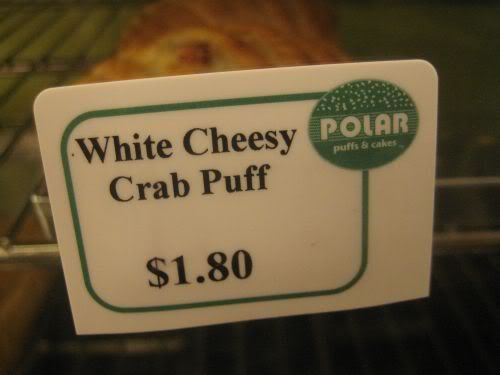 White Cheesy
Crab Puff
$1.80
POLAR
puffs & cakes